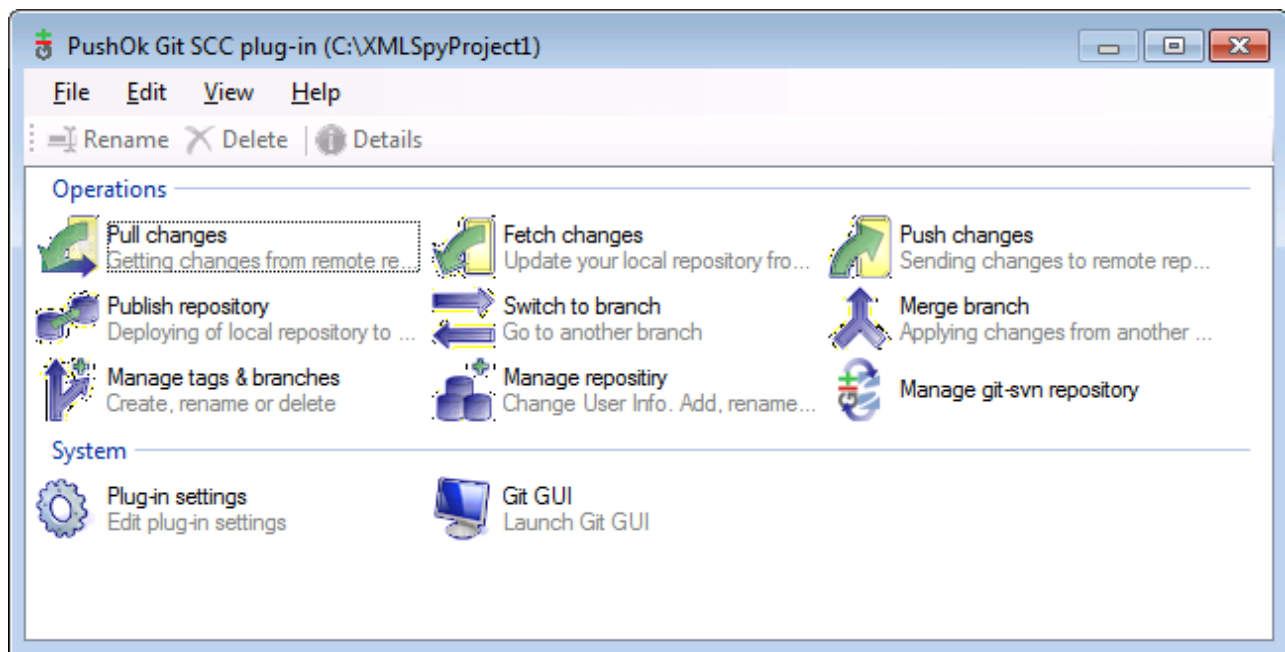 PushOk Git SCC plug-in (C:\XMLSpyProject1)
File Edit View Help
Rename Delete Details
Operations
Pull changes
Getting changes from remote re...
Fetch changes
Update your local repository fro...
Push changes
Sending changes to remote rep...
Publish repository
Deploying of local repository to ...
Switch to branch
Go to another branch
Merge branch
Applying changes from another ...
Manage tags & branches
Create, rename or delete
Manage repositiry
Change User Info. Add, rename...
Manage git-svn repository
System
Plug-in settings
Edit plug-in settings
Git GUI
Launch Git GUI